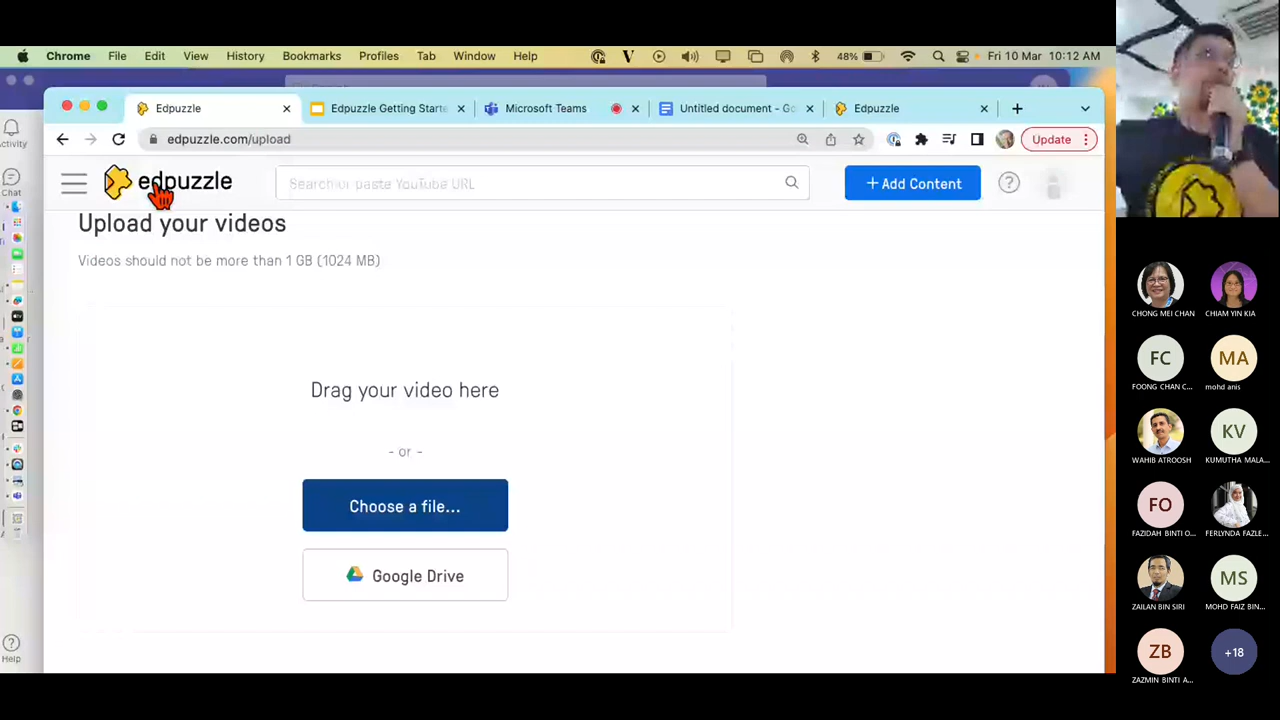 Chrome File Edit View History Bookmarks Profiles Tab Window Help V 48% Fri 10 Mar 10:12 AM
Edpuzzle Edpuzzle Getting Starte Microsoft Teams Untitled document - Go Edpuzzle
edpuzzle.com/upload Update
edpuzzle Search or paste YouTube URL + Add Content ?
Upload your videos
Videos should not be more than 1 GB (1024 MB)
Drag your video here
- or -
Choose a file...
Google Drive
ctivity
Chat
Help
CHONG MEI CHAN CHIAM YIN KIA
FC MA
FOONG CHAN C... mohd anis
KV
WAHIB ATROOSH KUMUTHA MALA...
FO
FAZIDAH BINTI O... FERLYNDA FAZLE...
MS
ZAILAN BIN SIRI MOHD FAIZ BIN...
ZB +18
ZAZMIN BINTI A...